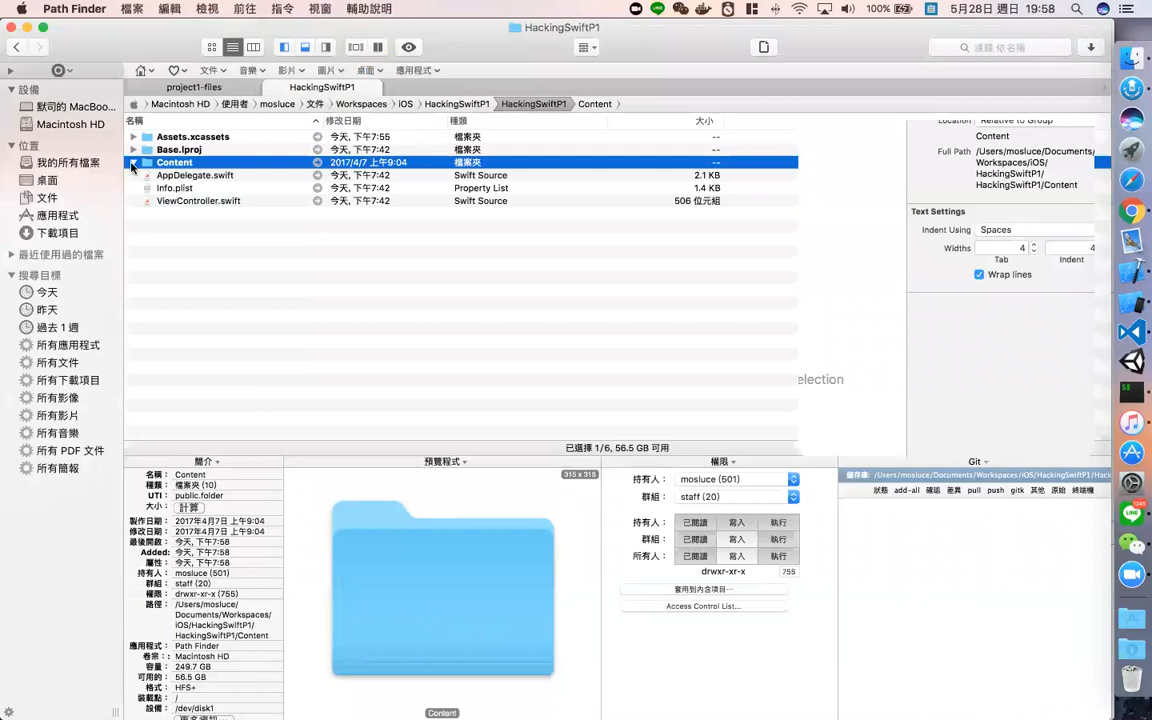 Path Finder 檔案 編輯 檢視 前往 指令 視窗 輔助說明 100% 5月28日 週日 19:58
HackingSwiftP1
濾鏡 依名稱
文件 音樂 影片 圖片 桌面 應用程式
project1-files HackingSwiftP1
Macintosh HD 使用者 mosluce 文件 Workspaces iOS HackingSwiftP1 HackingSwiftP1 Content
名稱 修改日期 種類 大小
Assets.xcassets 今天, 下午7:55 檔案夾 --
Base.lproj 今天, 下午7:42 檔案夾 --
Content 2017/4/7 上午9:04 檔案夾 --
AppDelegate.swift 今天, 下午7:42 Swift Source 2.1 KB
Info.plist 今天, 下午7:42 Property List 1.4 KB
ViewController.swift 今天, 下午7:42 Swift Source 506 位元組
設備
默司的 MacBoo...
Macintosh HD
位置
我的所有檔案
桌面
文件
應用程式
下載項目
最近使用過的檔案
搜尋目標
今天
昨天
過去 1 週
所有應用程式
所有文件
所有下載項目
所有影像
所有影片
所有音樂
所有 PDF 文件
所有簡報
Location Relative to Group
Content
Full Path /Users/mosluce/Documents/
Workspaces/iOS/
HackingSwiftP1/
HackingSwiftP1/Content
Text Settings
Indent Using Spaces
Widths 4 4
Tab Indent
Wrap lines
election
已選擇 1/6, 56.5 GB 可用
簡介
名稱： Content
種類： 檔案夾 (10)
UTI： public.folder
大小： 計算
製作日期： 2017年4月7日 上午9:04
修改日期： 2017年4月7日 上午9:04
最後開啟： 今天, 下午7:58
Added: 今天, 下午7:58
屬性： 今天, 下午7:58
持有人： mosluce (501)
群組： staff (20)
權限： drwxr-xr-x (755)
路徑： /Users/mosluce/
Documents/Workspaces/
iOS/HackingSwiftP1/
HackingSwiftP1/Content
應用程式： Path Finder
卷宗： Macintosh HD
容量： 249.7 GB
可用的： 56.5 GB
格式： HFS+
裝載點： /
設備： /dev/disk1
預覽程式
315 x 315
Content
權限
持有人： mosluce (501)
群組： staff (20)
持有人： 已閱讀 寫入 執行
群組： 已閱讀 寫入 執行
所有人： 已閱讀 寫入 執行
drwxr-xr-x 755
套用到內含項目...
Access Control List...
Git
儲存庫: /Users/mosluce/Documents/Workspaces/iOS/HackingSwiftP1/Hack
狀態 add-all 確認 差異 pull push gitk 其他 原始 終端機